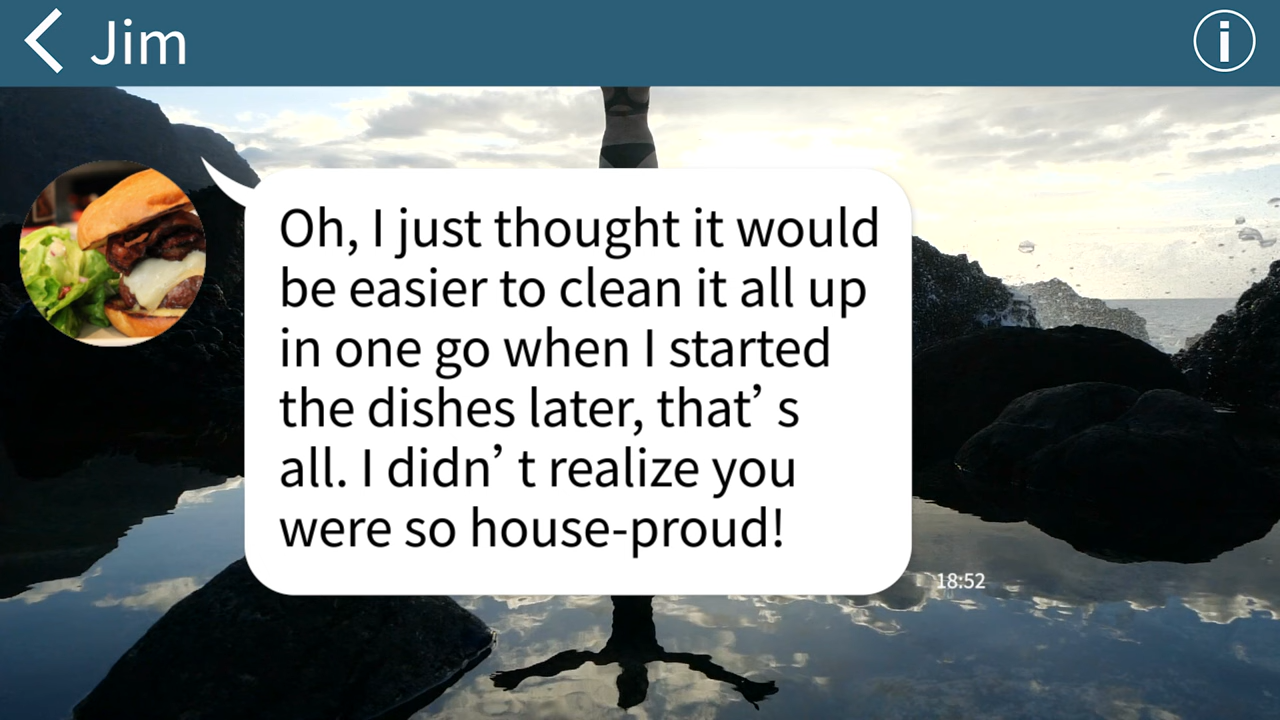 Jim
Oh, I just thought it would
be easier to clean it all up
in one go when I started
the dishes later, that’s
all. I didn’t realize you
were so house-proud!
18:52